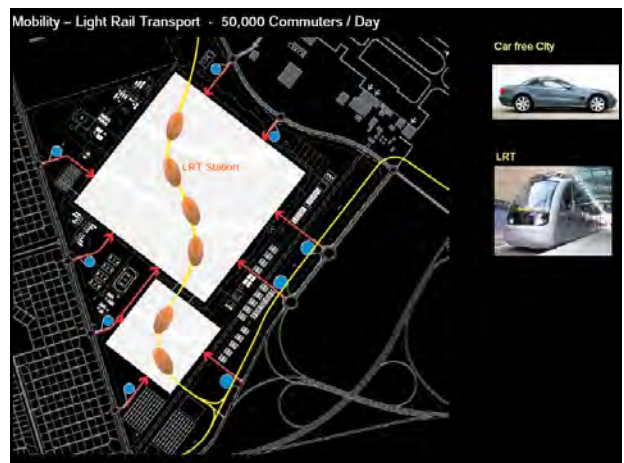 Mobility – Light Rail Transport - 50,000 Commuters / Day
Car free City
LRT Station
LRT